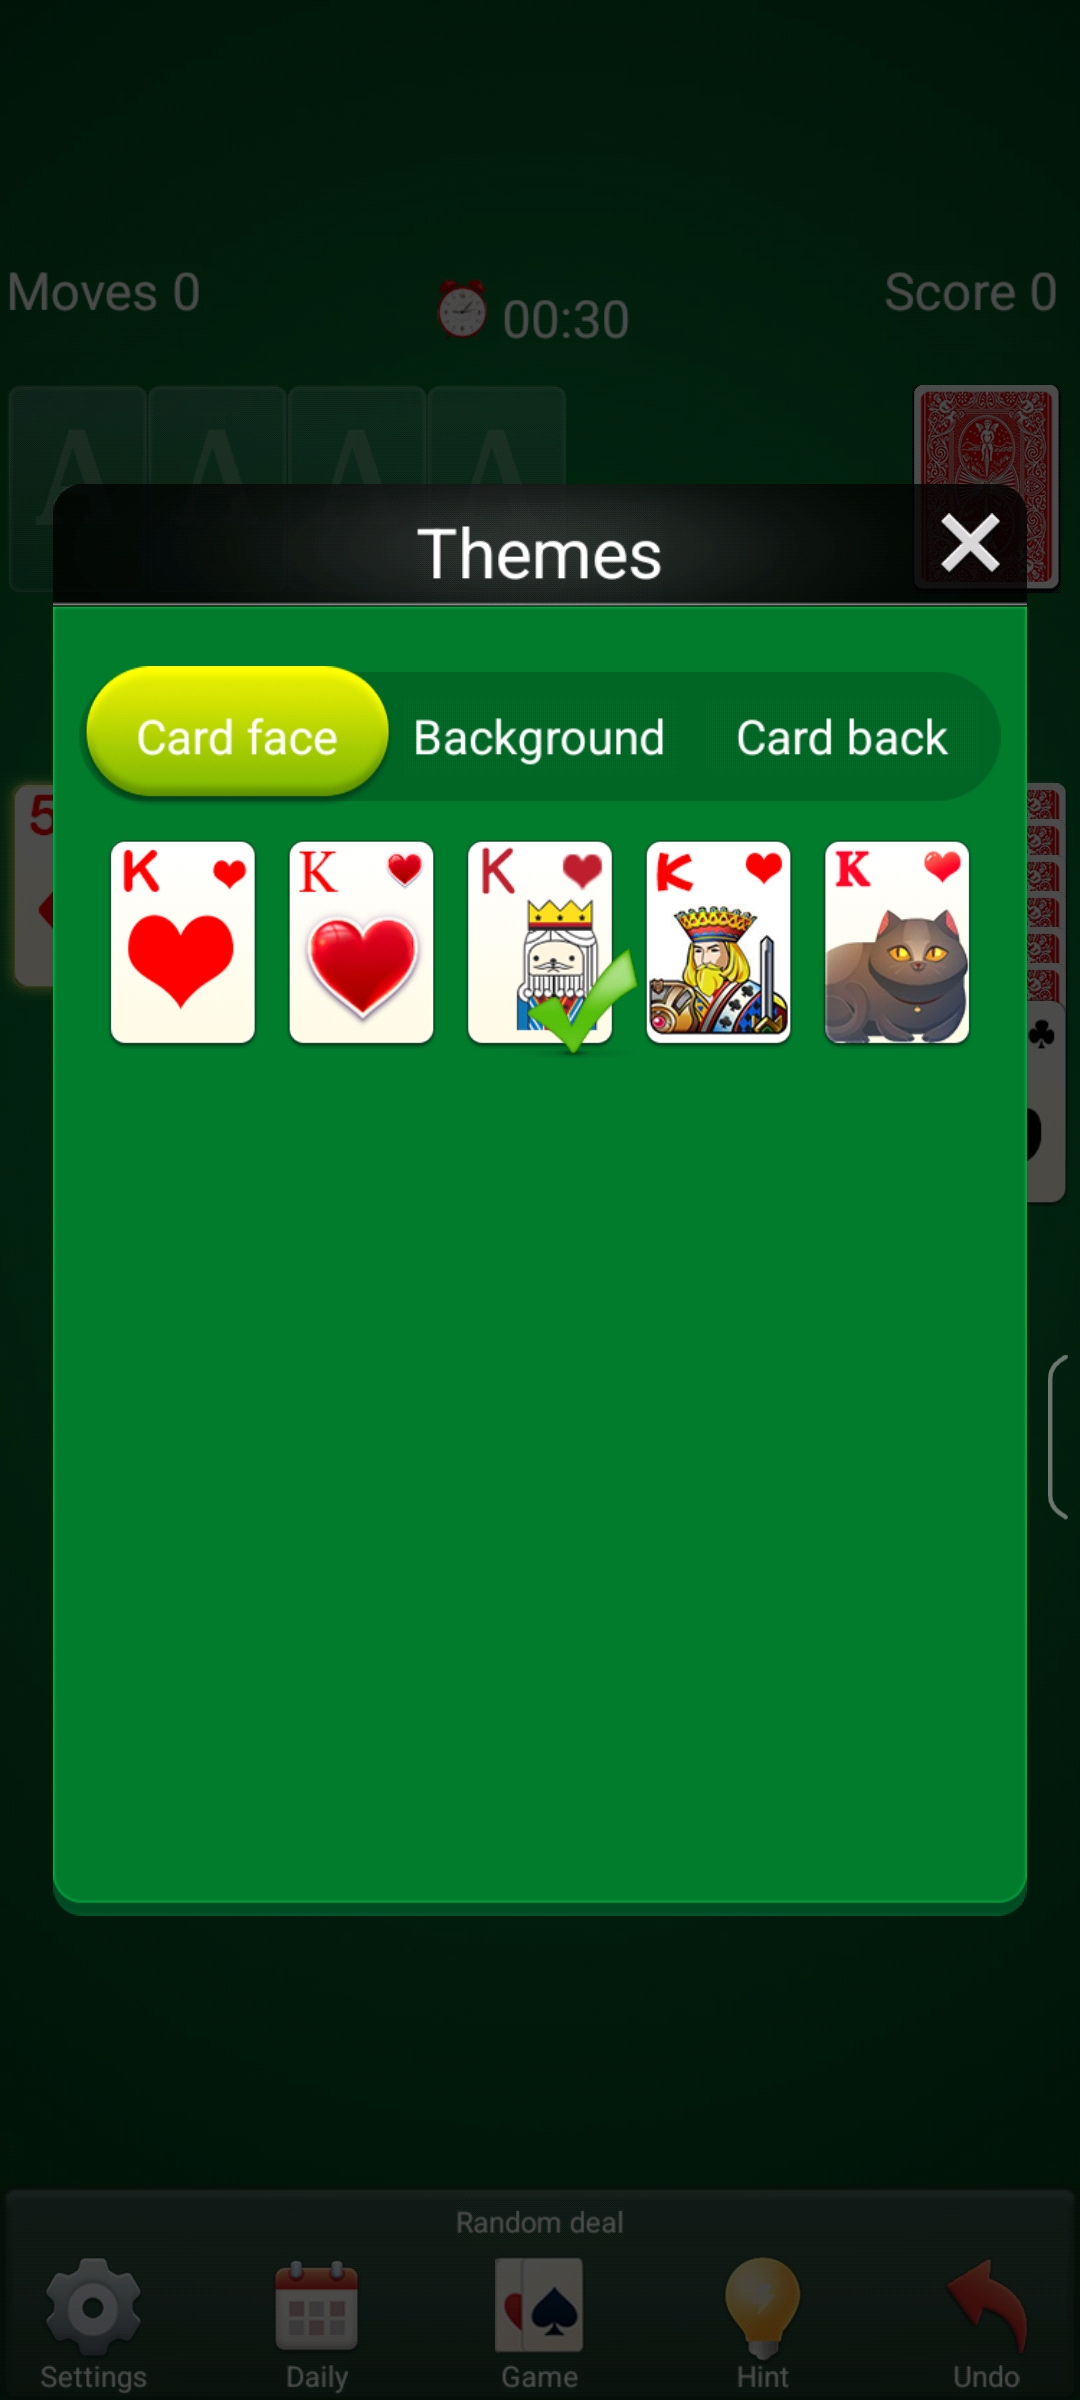 Moves 0
00:30
Score 0
A A A A
Themes
Card face Background Card back
5
K K K K K
Random deal
Settings Daily Game Hint Undo